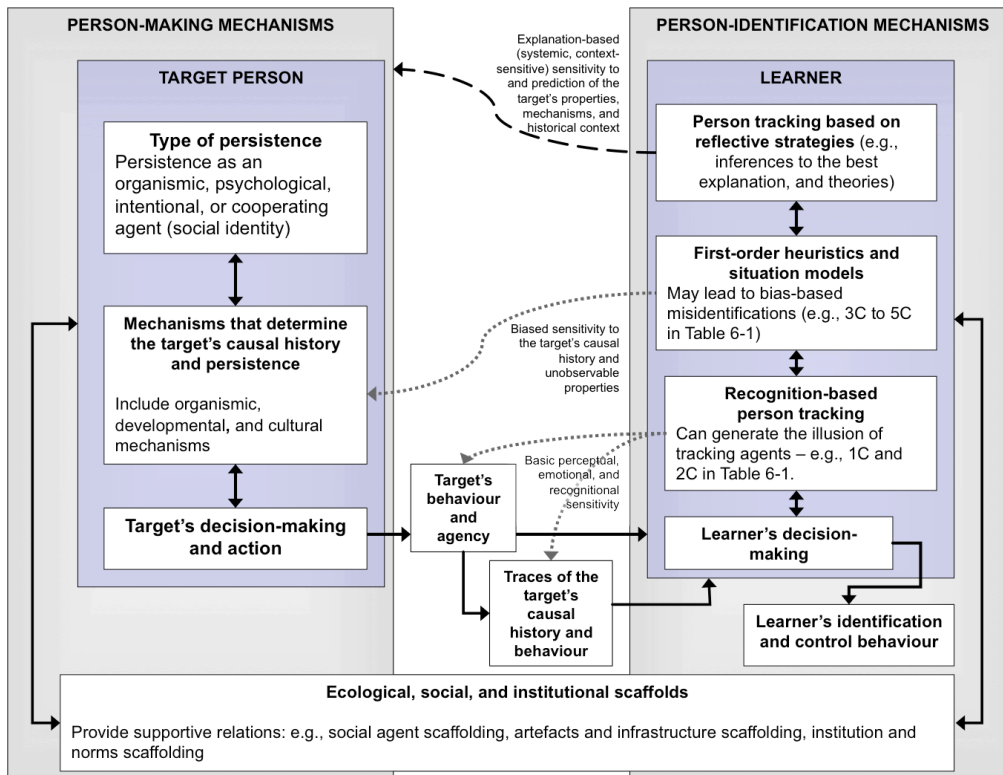 PERSON-MAKING MECHANISMS
TARGET PERSON
Type of persistence
Persistence as an
organismic, psychological,
intentional, or cooperating
agent (social identity)
Mechanisms that determine
the target's causal history
and persistence
Include organismic,
developmental, and cultural
mechanisms
Target's decision-making
and action
Explanation-based
(systemic, context-
sensitive) sensitivity to
and prediction of the
target's properties,
mechanisms, and
historical context
Biased sensitivity to
the target's causal
history and
unobservable
properties
Basic perceptual,
emotional, and
recognitional
sensitivity
Target's
behaviour
and
agency
Traces of the
target's
causal
history and
behaviour
PERSON-IDENTIFICATION MECHANISMS
LEARNER
Person tracking based on
reflective strategies (e.g.,
inferences to the best
explanation, and theories)
First-order heuristics and
situation models
May lead to bias-based
misidentifications (e.g., 3C to 5C
in Table 6-1)
Recognition-based
person tracking
Can generate the illusion of
tracking agents – e.g., 1C and
2C in Table 6-1.
Learner's decision-
making
Learner's identification
and control behaviour
Ecological, social, and institutional scaffolds
Provide supportive relations: e.g., social agent scaffolding, artefacts and infrastructure scaffolding, institution and
norms scaffolding